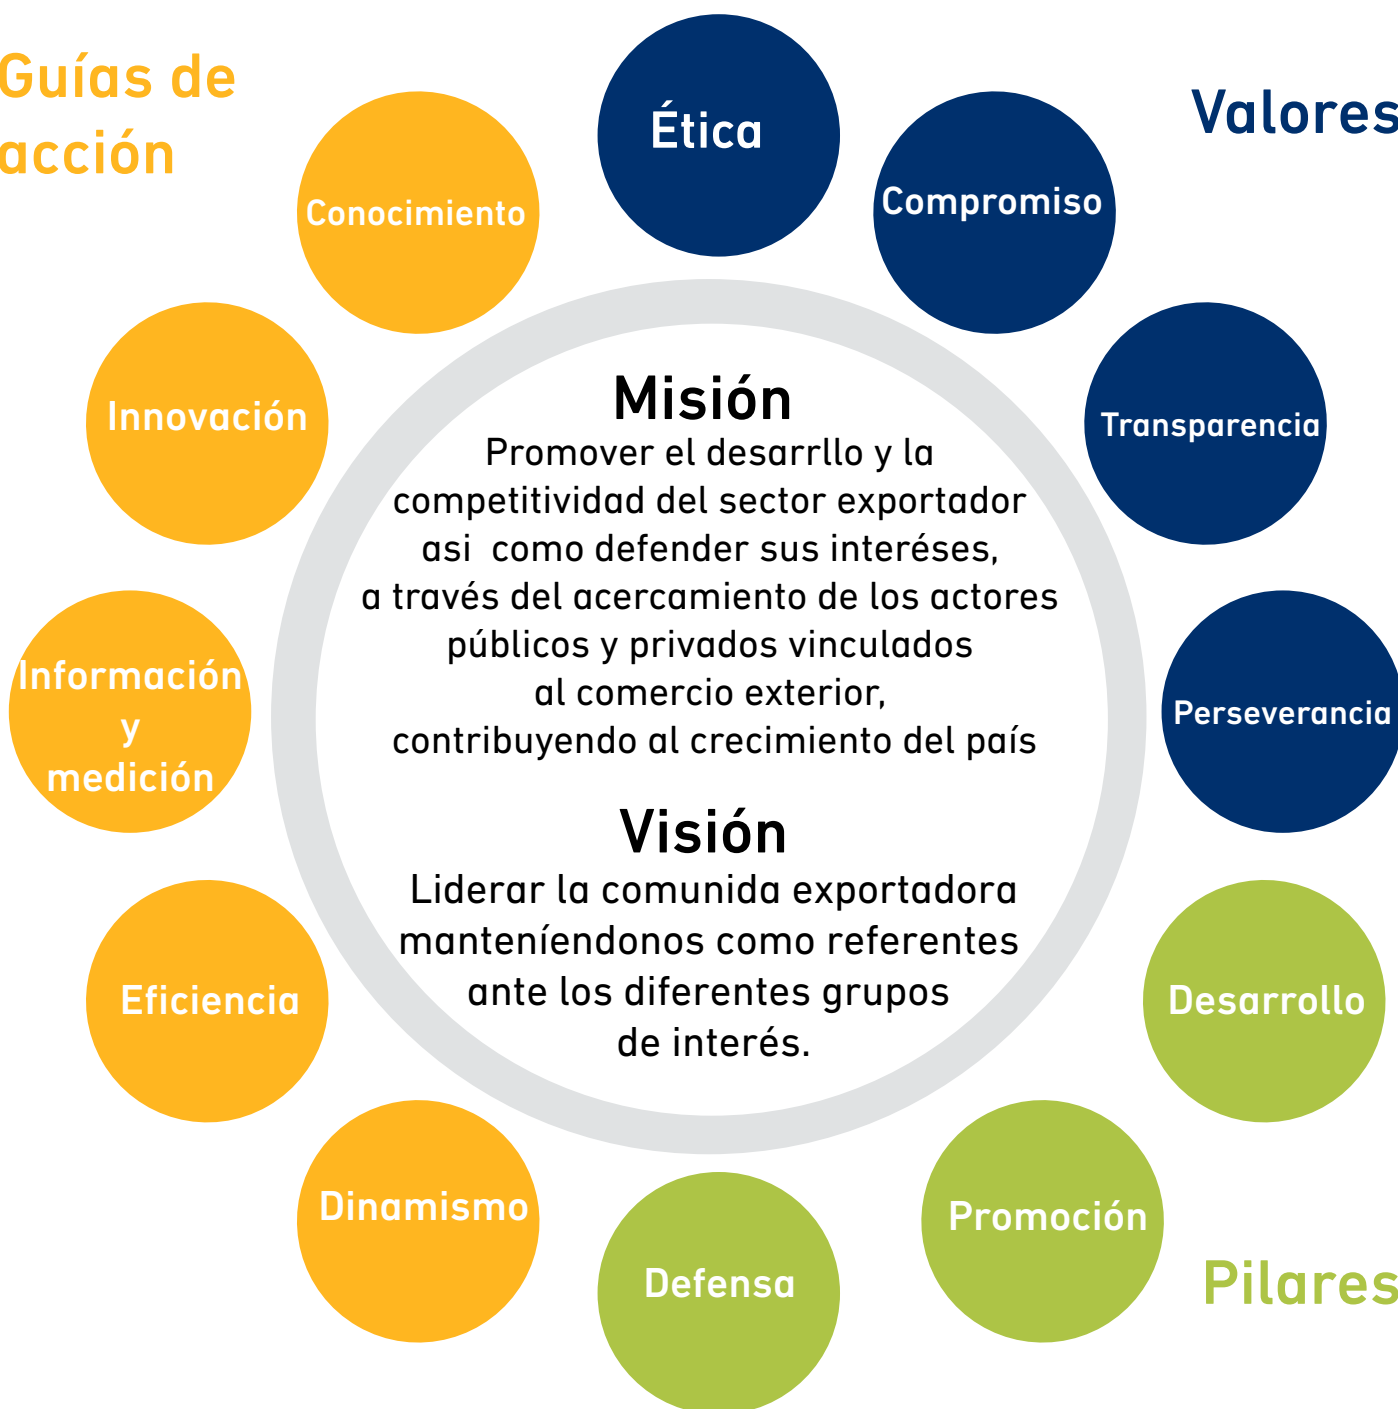 Guías de
acción
Valores
Ética
Compromiso
Transparencia
Perseverancia
Desarrollo
Promoción
Defensa
Dinamismo
Eficiencia
Información
y
medición
Innovación
Conocimiento
Misión
Promover el desarrllo y la
competitividad del sector exportador
asi como defender sus interéses,
a través del acercamiento de los actores
públicos y privados vinculados
al comercio exterior,
contribuyendo al crecimiento del país
Visión
Liderar la comunida exportadora
manteníendonos como referentes
ante los diferentes grupos
de interés.
Pilares